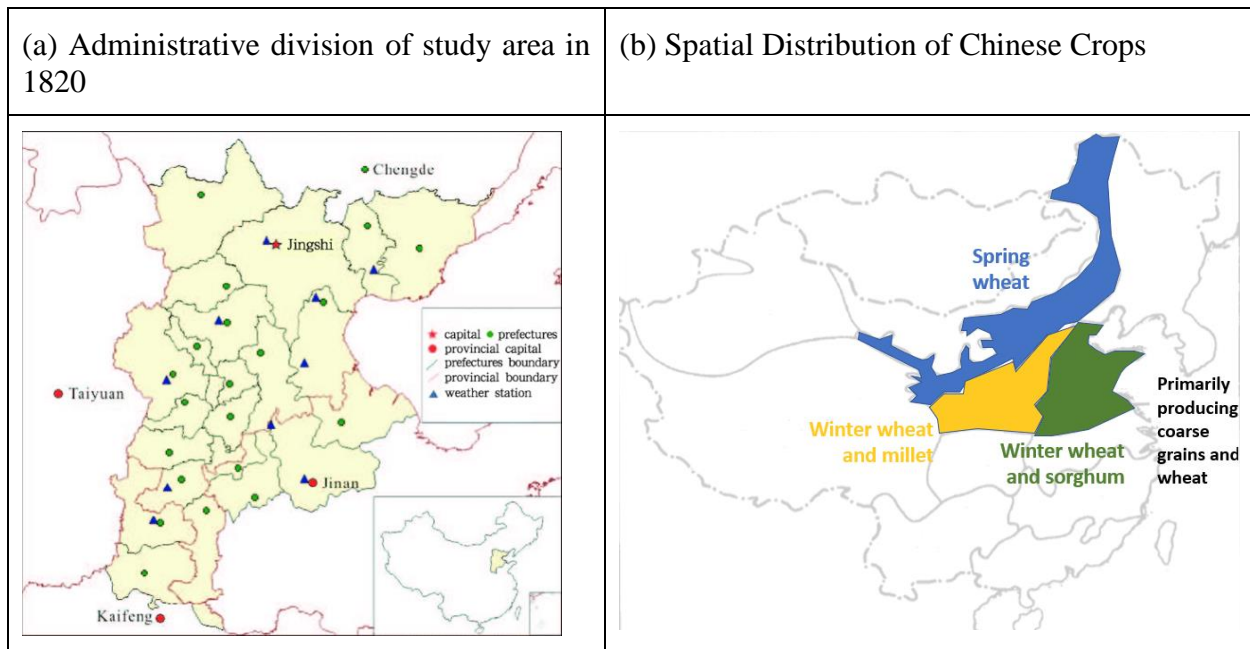 (a) Administrative division of study area in
1820
(b) Spatial Distribution of Chinese Crops
Chengde
Jingshi
capital prefectures
provincial capital
prefectures boundary
provincial boundary
weather station
Taiyuan
Jinan
Kaifeng
Spring
wheat
Winter wheat
and millet
Winter wheat
and sorghum
Primarily
producing
coarse
grains and
wheat